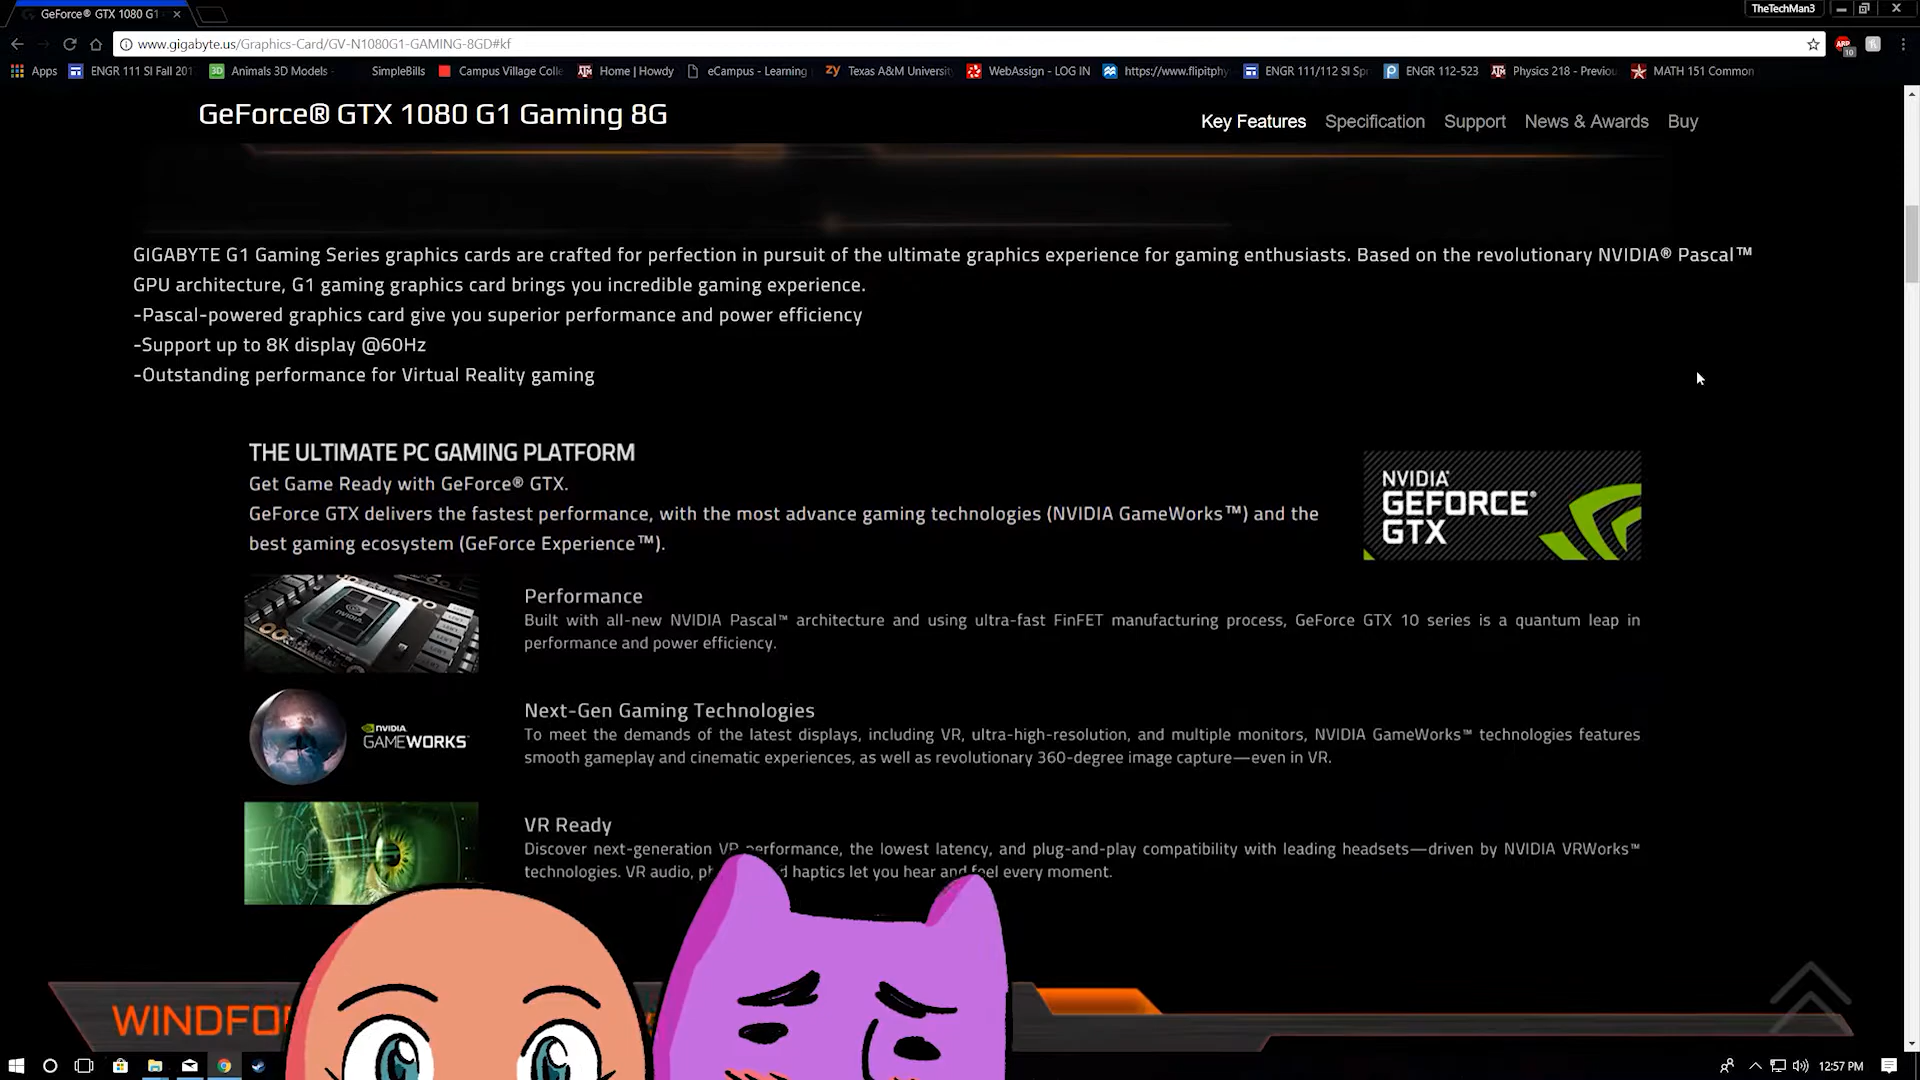 GeForce® GTX 1080 G1
TheTechMan3
www.gigabyte.us/Graphics-Card/GV-N1080G1-GAMING-8GD#kf
ABP
10
Apps
ENGR 111 SI Fall 201
3D
Animals 3D Models -
SimpleBills
Campus Village Colle
Home | Howdy
eCampus - Learning
zy
Texas A&M University
WebAssign - LOG IN
https://www.flipitphy
ENGR 111/112 SI Spr
ENGR 112-523
Physics 218 - Previou
MATH 151 Common
GeForce® GTX 1080 G1 Gaming 8G
Key Features
Specification
Support
News & Awards
Buy
GIGABYTE G1 Gaming Series graphics cards are crafted for perfection in pursuit of the ultimate graphics experience for gaming enthusiasts. Based on the revolutionary NVIDIA® Pascal™
GPU architecture, G1 gaming graphics card brings you incredible gaming experience.
-Pascal-powered graphics card give you superior performance and power efficiency
-Support up to 8K display @60Hz
-Outstanding performance for Virtual Reality gaming
THE ULTIMATE PC GAMING PLATFORM
Get Game Ready with GeForce® GTX.
GeForce GTX delivers the fastest performance, with the most advance gaming technologies (NVIDIA GameWorks™) and the
best gaming ecosystem (GeForce Experience™).
NVIDIA®
GEFORCE®
GTX
Performance
Built with all-new NVIDIA Pascal™ architecture and using ultra-fast FinFET manufacturing process, GeForce GTX 10 series is a quantum leap in
performance and power efficiency.
NVIDIA
GAMEWORKS™
Next-Gen Gaming Technologies
To meet the demands of the latest displays, including VR, ultra-high-resolution, and multiple monitors, NVIDIA GameWorks™ technologies features
smooth gameplay and cinematic experiences, as well as revolutionary 360-degree image capture—even in VR.
VR Ready
Discover next-generation VR performance, the lowest latency, and plug-and-play compatibility with leading headsets—driven by NVIDIA VRWorks™
technologies. VR audio, ph d haptics let you hear and feel every moment.
WINDFO
12:57 PM